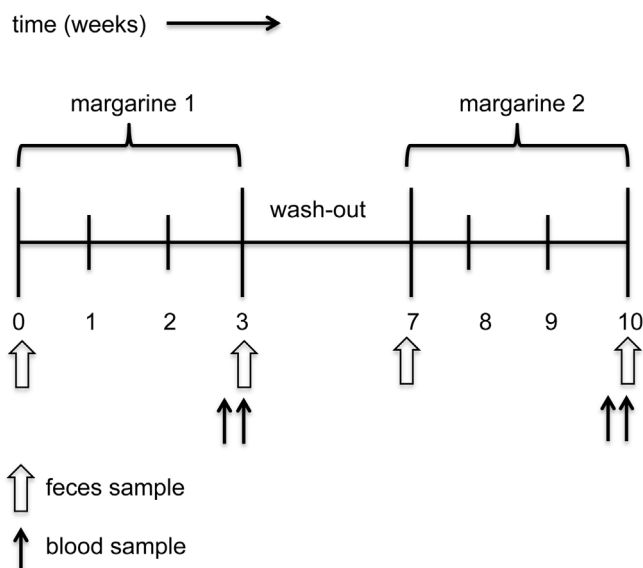 time (weeks)
margarine 1
margarine 2
wash-out
0 1 2 3 7 8 9 10
feces sample
blood sample